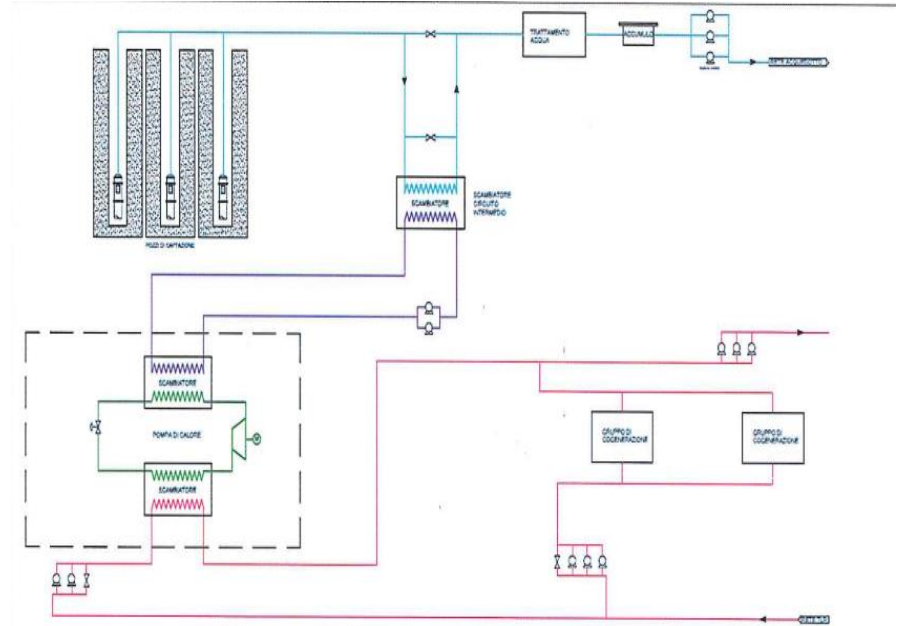 TRATTAMENTO
ACQUA
ACCUMULO
SCAMBIATORE
SCAMBIATORE
CIRCUITO
INTERMEDIO
POZZI DI CAPTAZIONE
SCAMBIATORE
POMPA DI CALORE
M
SCAMBIATORE
GRUPPO DI
COGENERAZIONE
GRUPPO DI
COGENERAZIONE